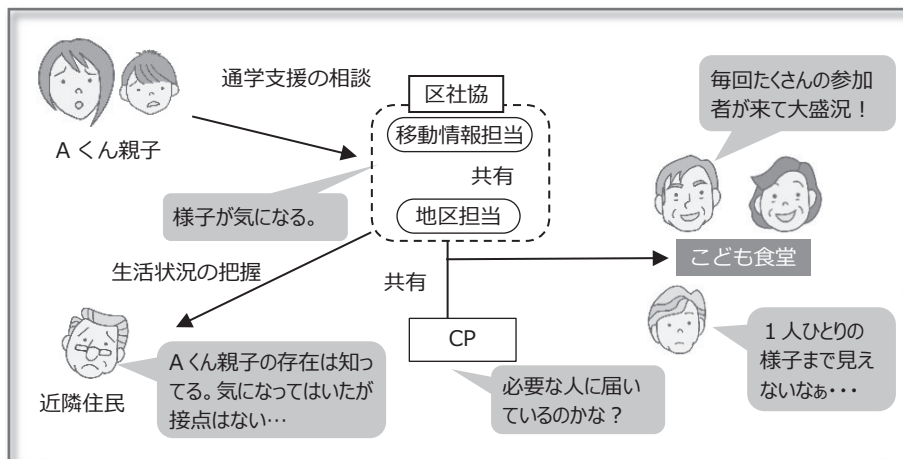 通学支援の相談
区社協
移動情報担当
共有
地区担当
Aくん親子
様子が気になる。
毎回たくさんの参加
者が来て大盛況！
こども食堂
生活状況の把握
共有
CP
近隣住民
Aくん親子の存在は知っ
てる。気になってはいたが
接点はない…
必要な人に届い
ているのかな？
1人ひとりの
様子まで見え
ないなぁ・・・